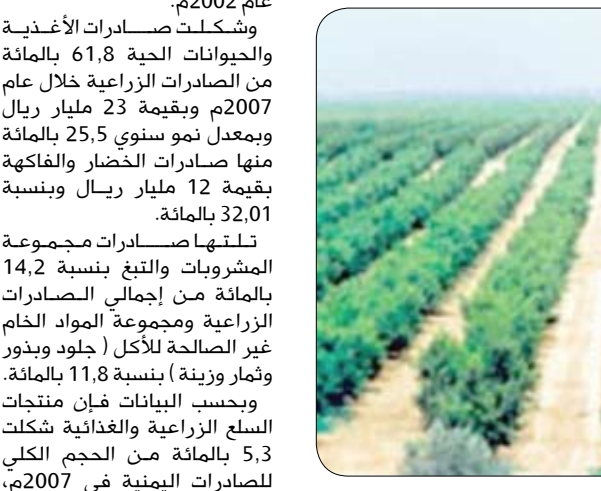 عام 2002م.
وشكلت صادرات الأغذية
والحيوانات الحية 61,8 بالمائة
من الصادرات الزراعية خلال عام
2007م وبقيمة 23 مليار ريال
وبمعدل نمو سنوي 25,5 بالمائة
منها صادرات الخضار والفاكهة
بقيمة 12 مليار ريال وبنسبة
32,01 بالمائة.
تلتها صادرات مجموعة
المشروبات والتبغ بنسبة 14,2
بالمائة من إجمالي الصادرات
الزراعية ومجموعة المواد الخام
غير الصالحة للأكل ( جلود وبذور
وثمار وزينة ) بنسبة 11,8 بالمائة.
وبحسب البيانات فإن منتجات
السلع الزراعية والغذائية شكلت
5,3 بالمائة من الحجم الكلي
للصادرات اليمنية في 2007م،